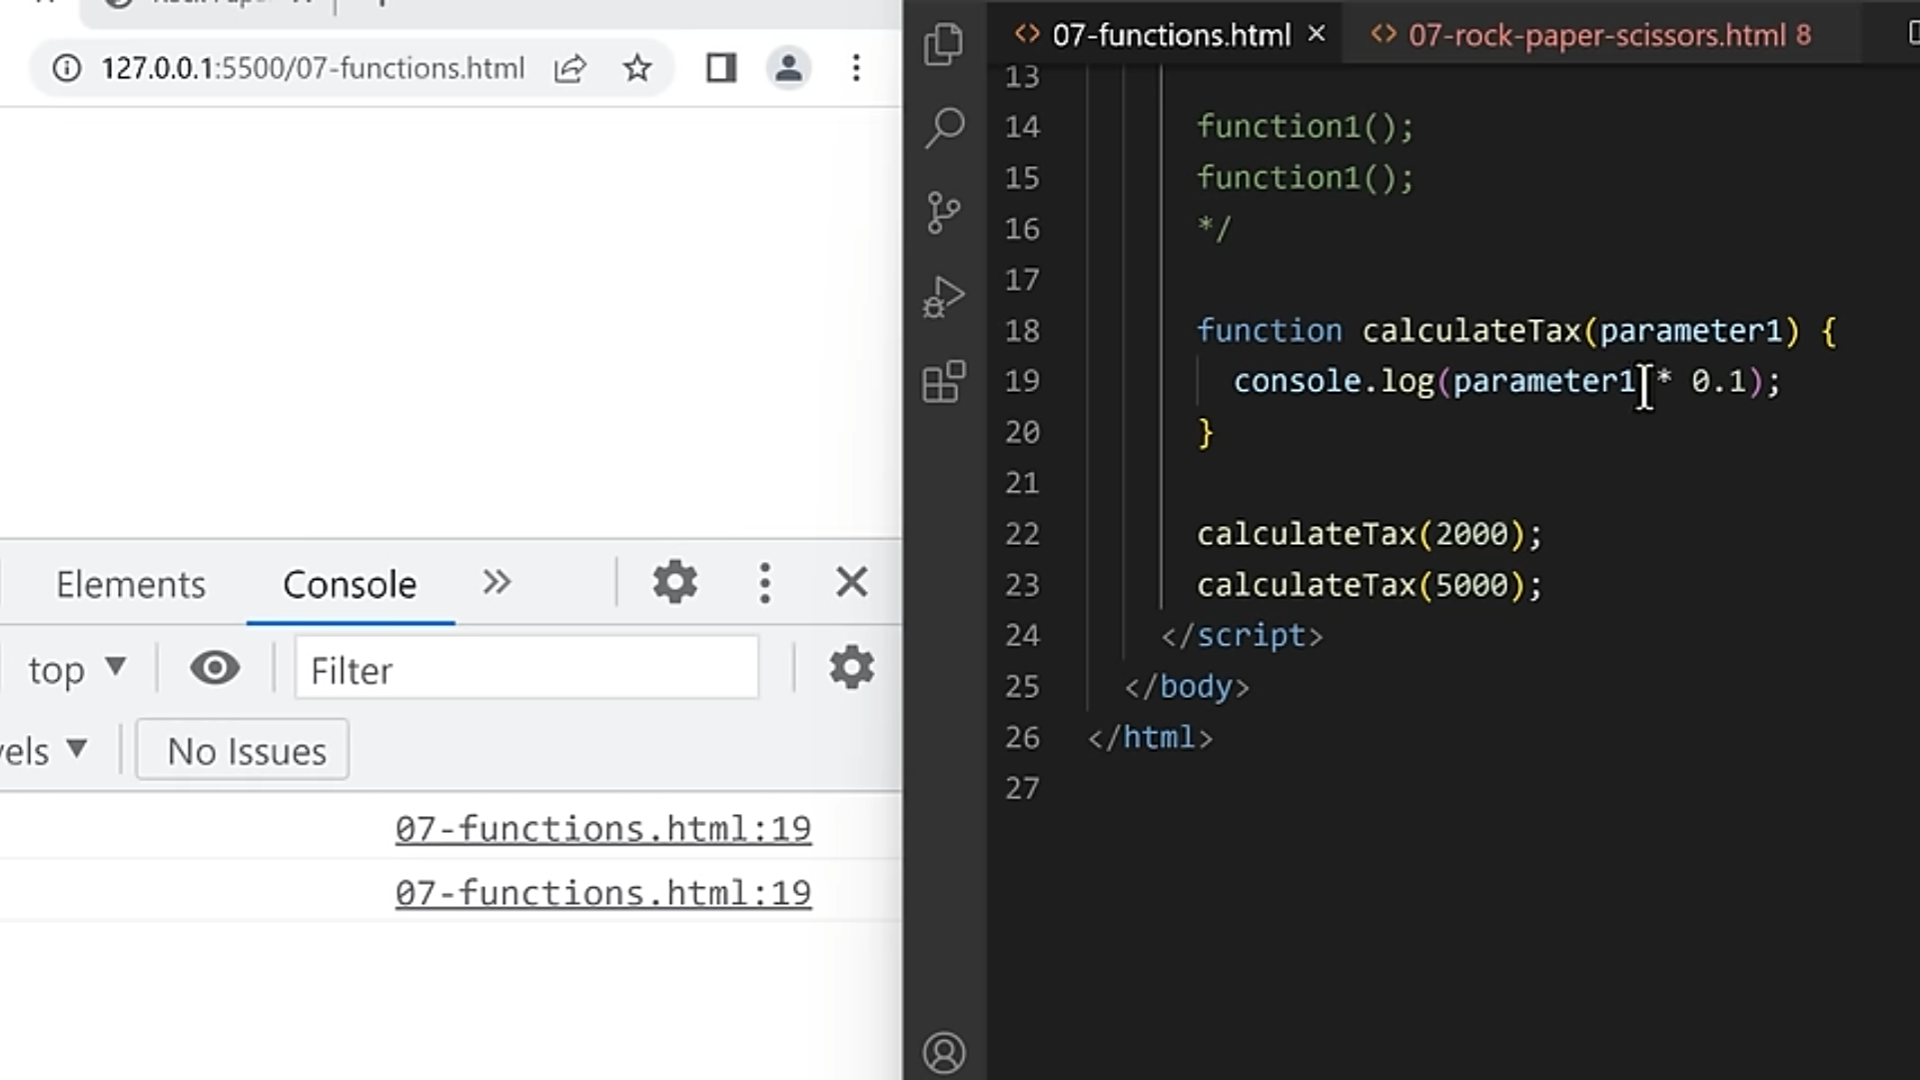 127.0.0.1:5500/07-functions.html
Elements Console
top Filter
No Issues
07-functions.html:19
07-functions.html:19
07-functions.html 07-rock-paper-scissors.html 8
13
14 function1();
15 function1();
16 */
17
18 function calculateTax(parameter1) {
19 console.log(parameter1 * 0.1);
20 }
21
22 calculateTax(2000);
23 calculateTax(5000);
24 </script>
25 </body>
26 </html>
27